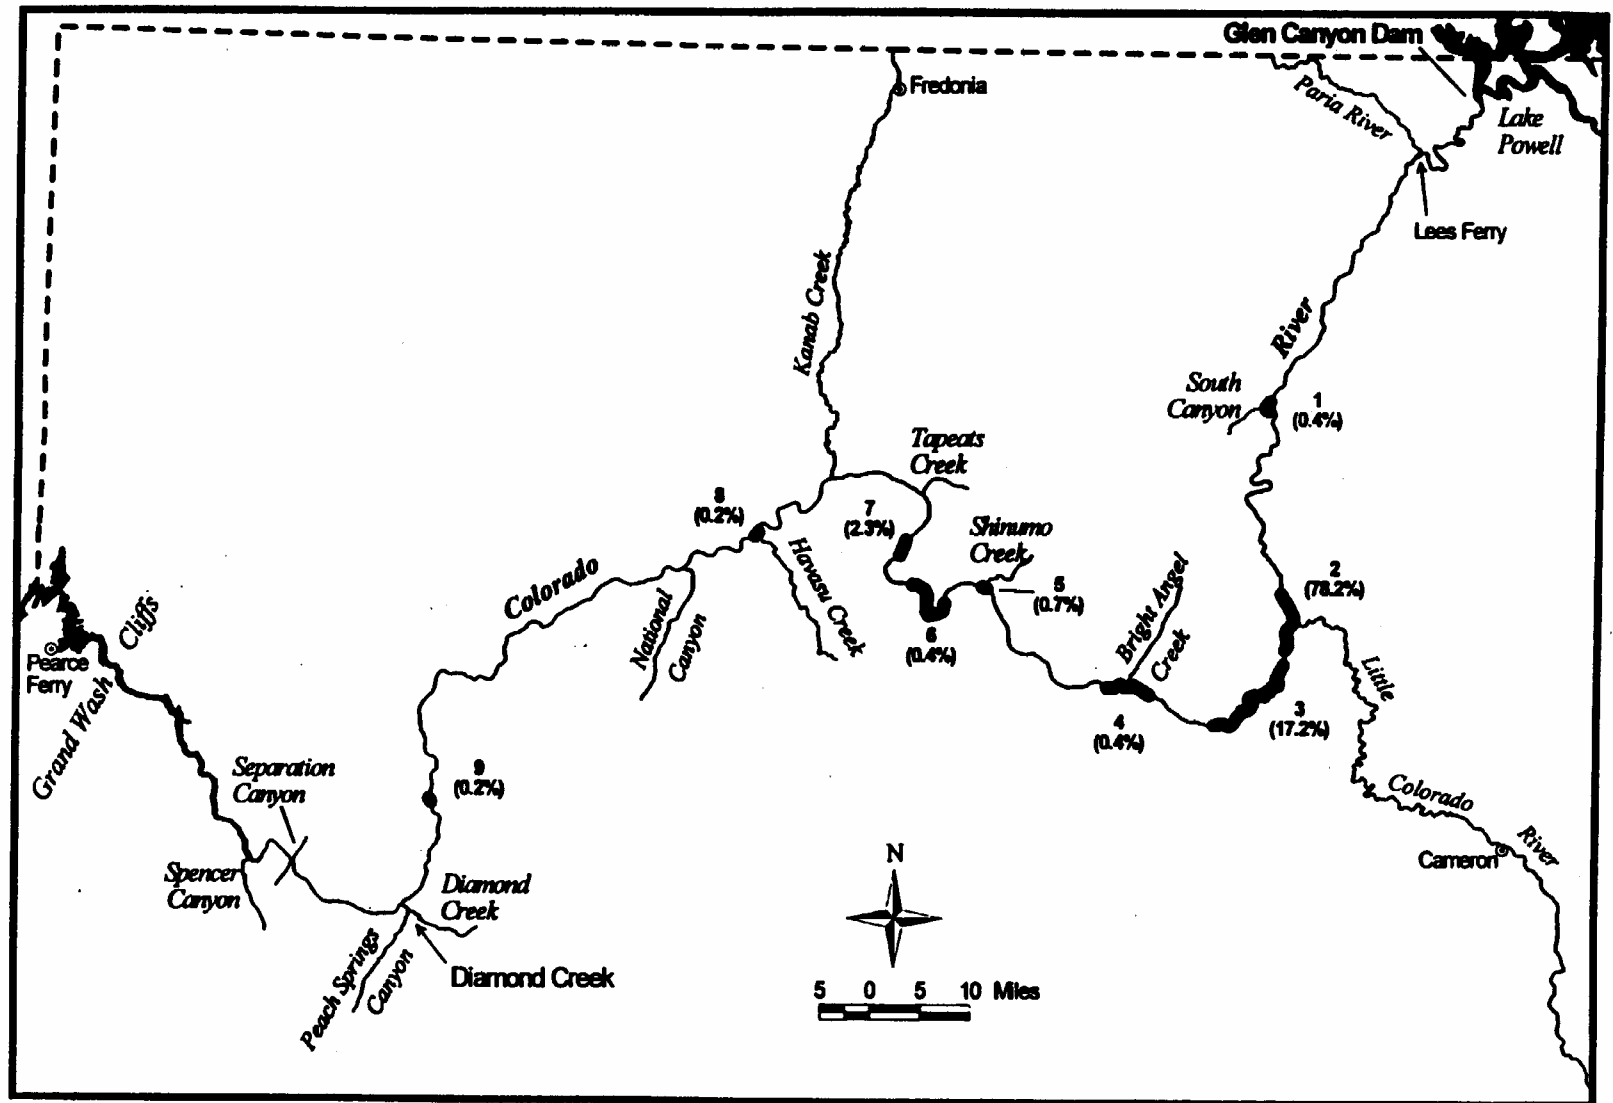 Glen Canyon Dam
Fredonia
Paria River
Lake
Powell
Lees Ferry
Kanab Creek
River
South
Canyon
1
(0.4%)
Tapeats
Creek
8
(0.2%)
7
(2.3%)
Shinumo
Creek
Havasu Creek
Colorado
5
(0.7%)
2
(78.2%)
Bright Angel
Creek
National
Canyon
6
(0.4%)
Cliffs
Grand Wash
Pearce
Ferry
Little
4
(0.4%)
3
(17.2%)
Separation
Canyon
9
(0.2%)
Colorado
River
Cameron
Spencer
Canyon
Diamond
Creek
N
Peach Springs
Canyon
Diamond Creek
5 0 5 10 Miles